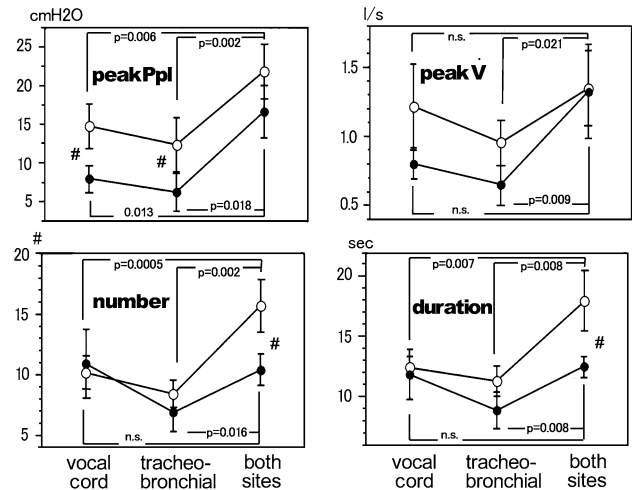 cmH2O
25
20
15
10
5
peakPpl
p=0.006
p=0.002
#
#
0.013
p=0.018
l/s
1.5
1.0
0.5
peakV̇
n.s.
p=0.021
n.s.
p=0.009
#
20
15
10
5
number
p=0.0005
p=0.002
#
n.s.
p=0.016
vocal
cord
tracheo-
bronchial
both
sites
sec
20
15
10
duration
p=0.007
p=0.008
#
n.s.
p=0.008
vocal
cord
tracheo-
bronchial
both
sites